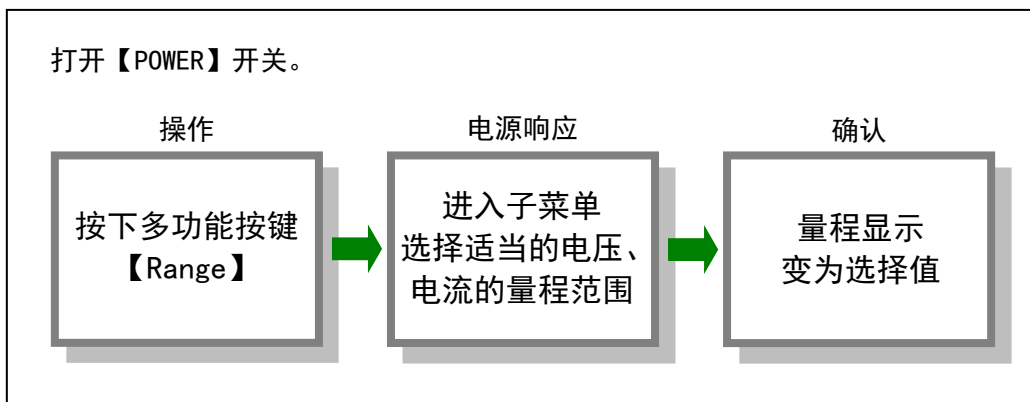 打开【POWER】开关。
操作
电源响应
确认
按下多功能按键
【Range】
进入子菜单
选择适当的电压、
电流的量程范围
量程显示
变为选择值